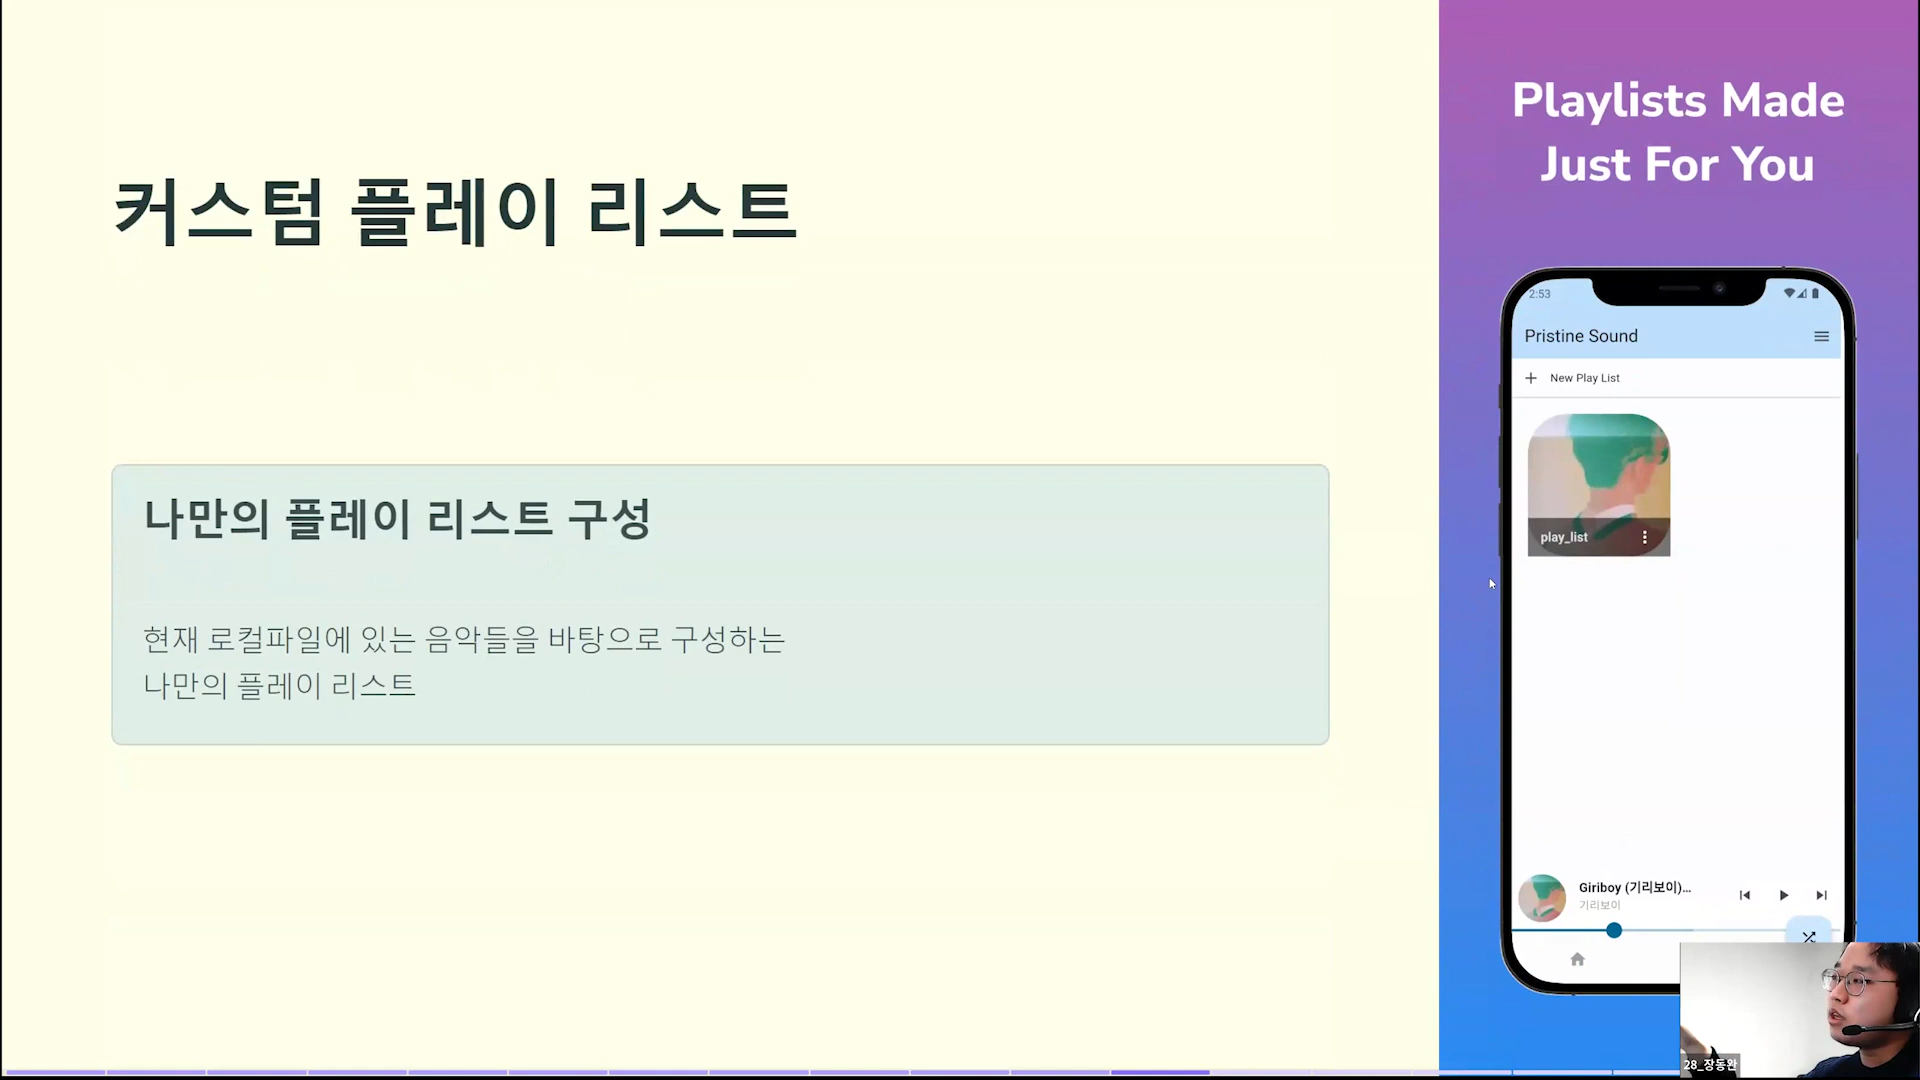 커스텀 플레이 리스트
나만의 플레이 리스트 구성
현재 로컬파일에 있는 음악들을 바탕으로 구성하는
나만의 플레이 리스트
Playlists Made
Just For You
2:53
Pristine Sound
New Play List
play_list
Giriboy (기리보이)...
기리보이
28_장동완